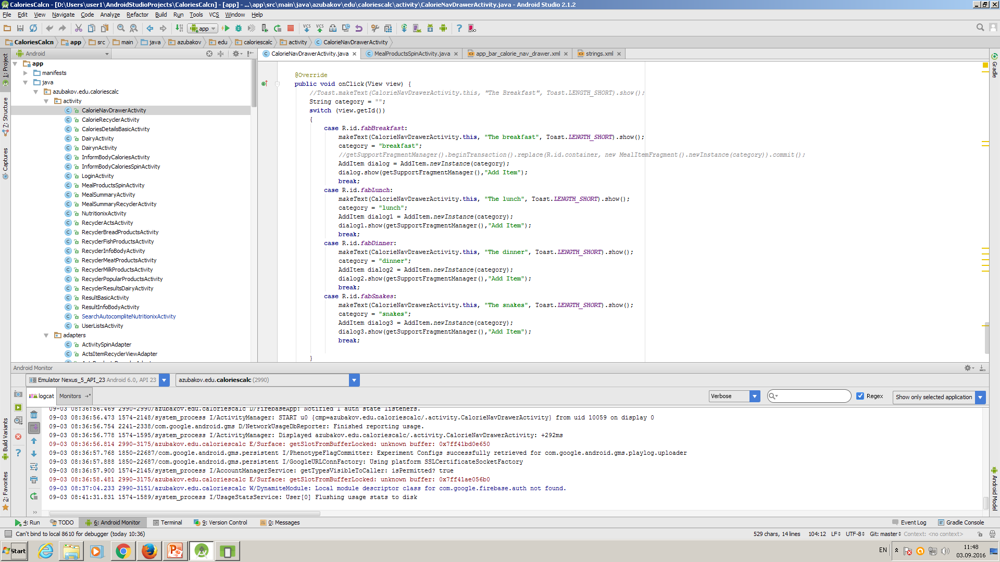 CaloriesCalcn - [D:\Users\user1\AndroidStudioProjects\CaloriesCalcn] - [app] - ...\app\src\main\java\azubakov\edu\caloriescalc\activity\CalorieNavDrawerActivity.java - Android Studio 2.1.2
File Edit View Navigate Code Analyze Refactor Build Run Tools VCS Window Help
app
CaloriesCalcn app src main java azubakov edu caloriescalc activity CalorieNavDrawerActivity
Android
CalorieNavDrawerActivity.java MealProductsSpinActivity.java app_bar_calorie_nav_drawer.xml strings.xml
1: Project
Z: Structure
Captures
Build Variants
2: Favorites
Gradle
Android Model
app
manifests
java
azubakov.edu.caloriescalc
activity
CalorieNavDrawerActivity
CalorieRecyclerActivity
CaloriesDetailsBasicActivity
DairyActivity
DairynActivity
InformBodyCaloriesActivity
InformBodyCaloriesSpinActivity
LoginActivity
MealProductsSpinActivity
MealSummaryActivity
MealSummaryRecyclerActivity
NutritionixActivity
RecyclerActsActivity
RecyclerBreadProductsActivity
RecyclerFishProductsActivity
RecyclerInfoBodyActivity
RecyclerMeatProductsActivity
RecyclerMilkProductsActivity
RecyclerPopularProductsActivity
RecyclerResultsDairyActivity
ResultBasicActivity
ResultInfoBodyActivity
SearchAutocompliteNutritionixActivity
UserListsActivity
adapters
ActivitySpinAdapter
ActsItemRecyclerViewAdapter
@Override
public void onClick(View view) {
//Toast.makeText(CalorieNavDrawerActivity.this, "The Breakfast", Toast.LENGTH_SHORT).show();
String category = "";
switch (view.getId())
{
case R.id.fabBreakfast:
makeText(CalorieNavDrawerActivity.this, "The breakfast", Toast.LENGTH_SHORT).show();
category = "breakfast";
//getSupportFragmentManager().beginTransaction().replace(R.id.container, new MealItemFragment().newInstance(category)).commit();
AddItem dialog = AddItem.newInstance(category);
dialog.show(getSupportFragmentManager(),"Add Item");
break;
case R.id.fabLunch:
makeText(CalorieNavDrawerActivity.this, "The lunch", Toast.LENGTH_SHORT).show();
category = "lunch";
AddItem dialog1 = AddItem.newInstance(category);
dialog1.show(getSupportFragmentManager(),"Add Item");
break;
case R.id.fabDinner:
makeText(CalorieNavDrawerActivity.this, "The dinner", Toast.LENGTH_SHORT).show();
category = "dinner";
AddItem dialog2 = AddItem.newInstance(category);
dialog2.show(getSupportFragmentManager(),"Add Item");
break;
case R.id.fabSnakes:
makeText(CalorieNavDrawerActivity.this, "The snakes", Toast.LENGTH_SHORT).show();
category = "snakes";
AddItem dialog3 = AddItem.newInstance(category);
dialog3.show(getSupportFragmentManager(),"Add Item");
break;
}
Android Monitor
Emulator Nexus_5_API_23 Android 6.0, API 23 azubakov.edu.caloriescalc (2990)
logcat Monitors Verbose Regex Show only selected application
09-03 08:36:56.469 2990-2990/azubakov.edu.caloriescalc D/FirebaseApp: Notified 1 auth state listeners.
09-03 08:36:56.473 1574-2148/system_process I/ActivityManager: START u0 {cmp=azubakov.edu.caloriescalc/.activity.CalorieNavDrawerActivity} from uid 10059 on display 0
09-03 08:36:56.754 2241-2338/com.google.android.gms D/NetworkUsageDbReporter: Finished reporting usage.
09-03 08:36:56.778 1574-1595/system_process I/ActivityManager: Displayed azubakov.edu.caloriescalc/.activity.CalorieNavDrawerActivity: +292ms
09-03 08:36:56.814 2990-3175/azubakov.edu.caloriescalc E/Surface: getSlotFromBufferLocked: unknown buffer: 0x7ff41bd0e650
09-03 08:36:57.768 1850-22687/com.google.android.gms.persistent I/PhenotypeFlagCommitter: Experiment Configs successfully retrieved for com.google.android.gms.playlog.uploader
09-03 08:36:57.888 1850-22687/com.google.android.gms.persistent I/GoogleURLConnFactory: Using platform SSLCertificateSocketFactory
09-03 08:36:57.900 1574-2145/system_process I/AccountManagerService: getTypesVisibleToCaller: isPermitted? true
09-03 08:36:58.481 2990-3175/azubakov.edu.caloriescalc E/Surface: getSlotFromBufferLocked: unknown buffer: 0x7ff41ae056b0
09-03 08:37:04.233 2990-3151/azubakov.edu.caloriescalc W/DynamiteModule: Local module descriptor class for com.google.firebase.auth not found.
09-03 08:41:31.831 1574-1589/system_process I/UsageStatsService: User[0] Flushing usage stats to disk
4: Run TODO 6: Android Monitor Terminal 9: Version Control 0: Messages Event Log Gradle Console
Can't bind to local 8610 for debugger (today 10:36) 529 chars, 14 lines 104:12 LF UTF-8 Git: master Context: <no context>
Start EN 11:48
03.09.2016